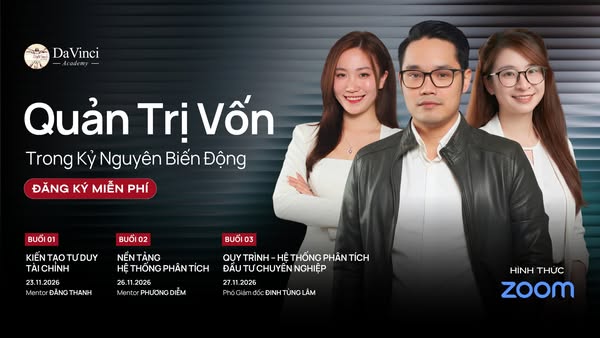 DaVinci
Academy
Quản Trị Vốn
Trong Kỷ Nguyên Biến Động
ĐĂNG KÝ MIỄN PHÍ
BUỔI 01
KIẾN TẠO TƯ DUY
TÀI CHÍNH
23.11.2026
Mentor ĐĂNG THANH
BUỔI 02
NỀN TẢNG
HỆ THỐNG PHÂN TÍCH
26.11.2026
Mentor PHƯƠNG DIỄM
BUỔI 03
QUY TRÌNH – HỆ THỐNG PHÂN TÍCH
ĐẦU TƯ CHUYÊN NGHIỆP
27.11.2026
Phó Giám đốc ĐINH TÙNG LÂM
HÌNH THỨC
zoom